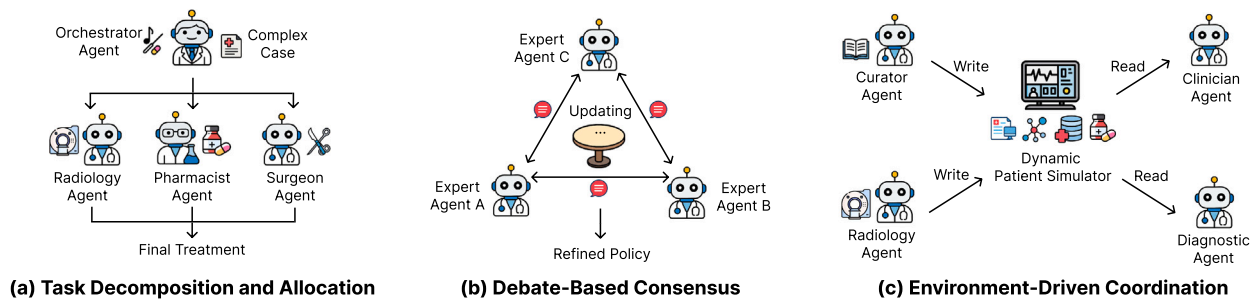 Orchestrator
Agent
Complex
Case
Radiology
Agent
Pharmacist
Agent
Surgeon
Agent
Final Treatment
(a) Task Decomposition and Allocation
Expert
Agent C
Updating
Expert
Agent A
Expert
Agent B
Refined Policy
(b) Debate-Based Consensus
Curator
Agent
Write
Read
Clinician
Agent
Dynamic
Patient Simulator
Radiology
Agent
Write
Read
Diagnostic
Agent
(c) Environment-Driven Coordination